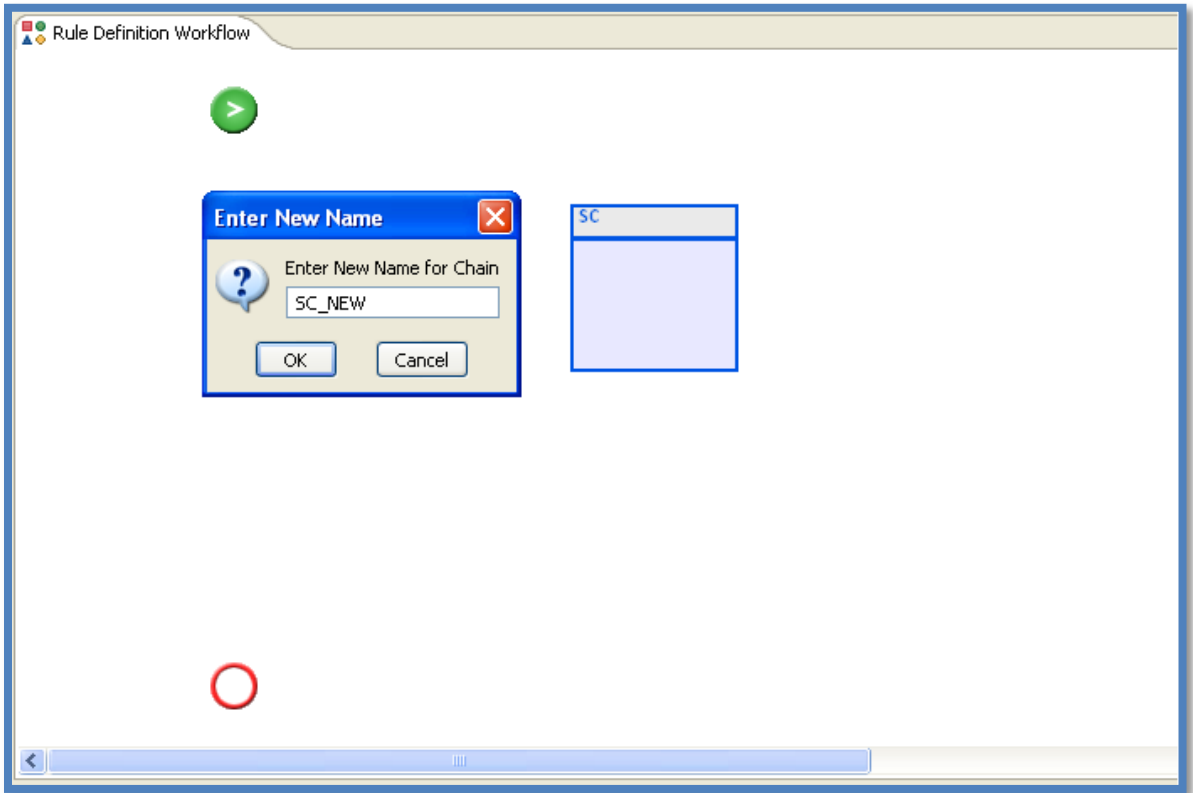 Rule Definition Workflow
>
Enter New Name
SC
Enter New Name for Chain
SC_NEW
OK
Cancel